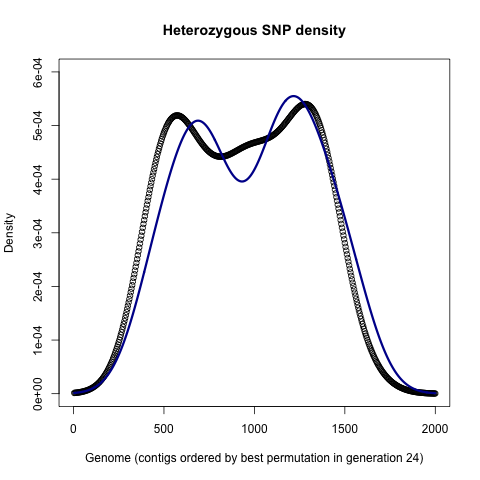 Heterozygous SNP density
6e-04
5e-04
4e-04
3e-04
2e-04
1e-04
0e+00
Density
0 500 1000 1500 2000
Genome (contigs ordered by best permutation in generation 24)